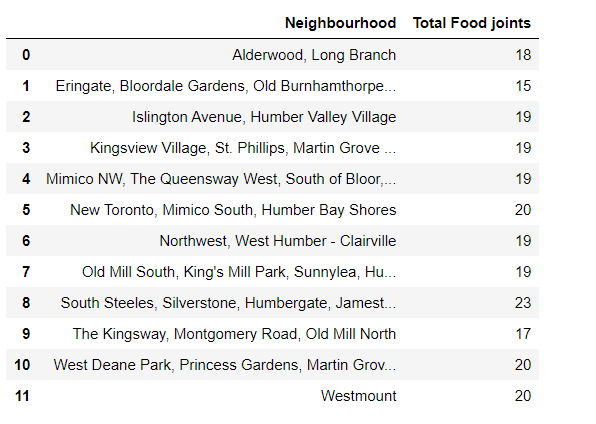 Neighbourhood Total Food joints
0 Alderwood, Long Branch 18
1 Eringate, Bloordale Gardens, Old Burnhamthorpe... 15
2 Islington Avenue, Humber Valley Village 19
3 Kingsview Village, St. Phillips, Martin Grove ... 19
4 Mimico NW, The Queensway West, South of Bloor,... 19
5 New Toronto, Mimico South, Humber Bay Shores 20
6 Northwest, West Humber - Clairville 19
7 Old Mill South, King's Mill Park, Sunnylea, Hu... 19
8 South Steeles, Silverstone, Humbergate, Jamest... 23
9 The Kingsway, Montgomery Road, Old Mill North 17
10 West Deane Park, Princess Gardens, Martin Grov... 20
11 Westmount 20